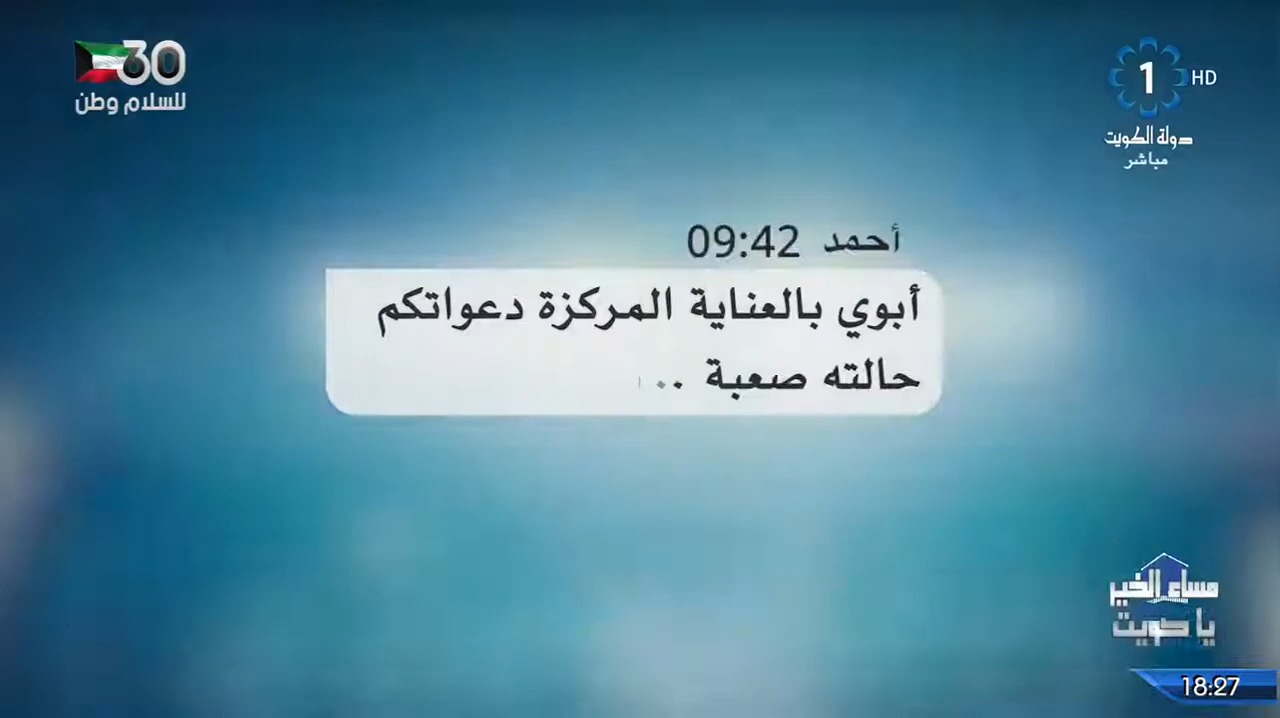 30
للسلام وطن
1 HD
دولة الكويت
مباشر
أحمد 09:42
أبوي بالعناية المركزة دعواتكم
حالته صعبة ..
مساء الخير
يا كويت
18:27